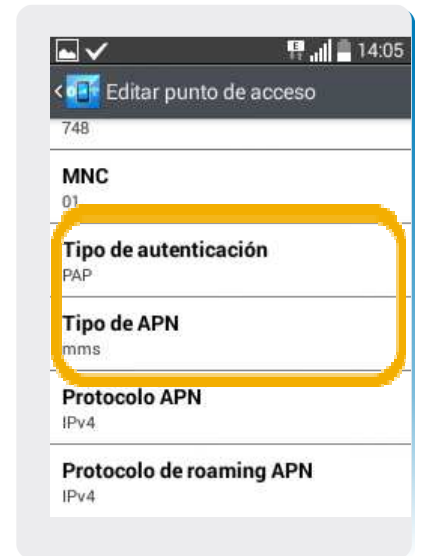 E
14:05
Editar punto de acceso
748
MNC
01
Tipo de autenticación
PAP
Tipo de APN
mms
Protocolo APN
IPv4
Protocolo de roaming APN
IPv4